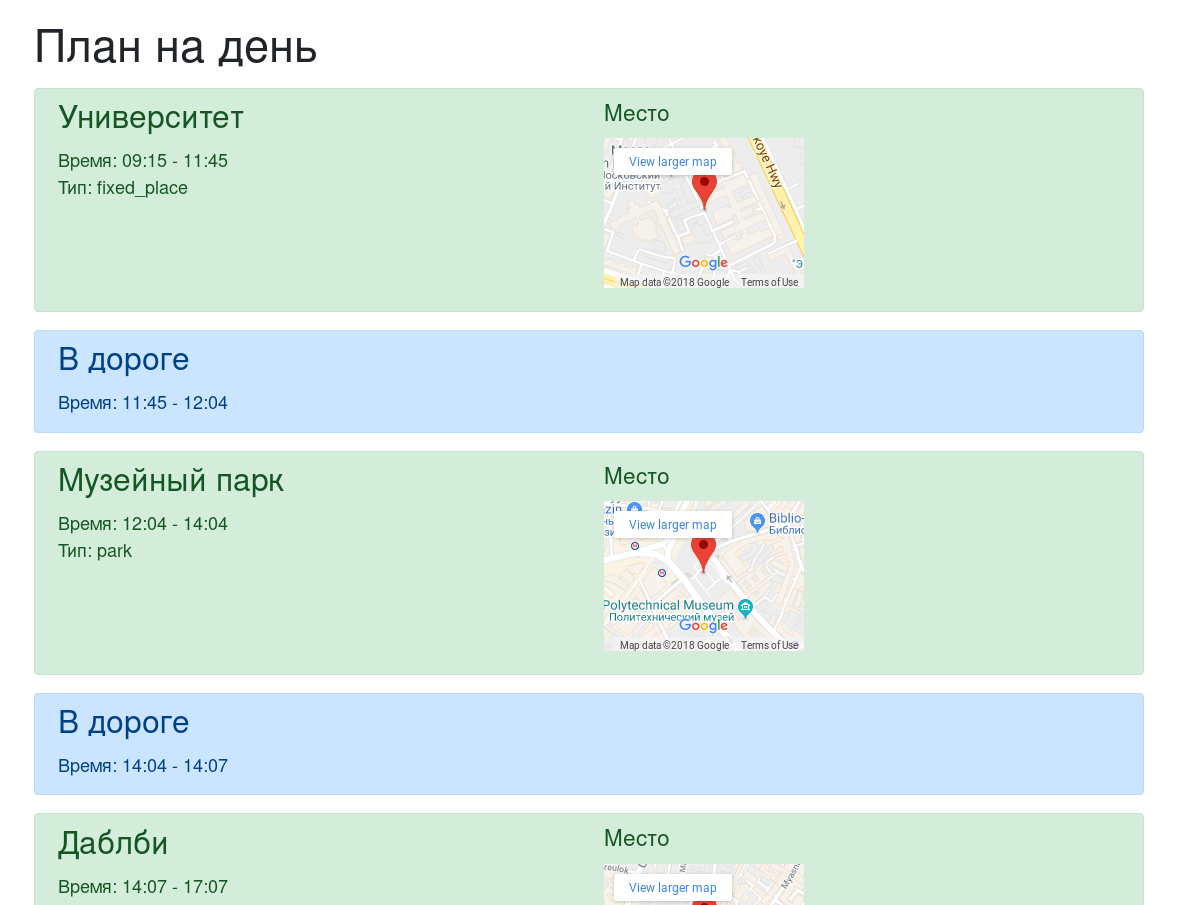 План на день
Университет
Время: 09:15 - 11:45
Тип: fixed_place
Место
View larger map
й Институт
koye Hwy
"Э
Google
Map data ©2018 Google Terms of Use
В дороге
Время: 11:45 - 12:04
Музейный парк
Время: 12:04 - 14:04
Тип: park
Место
View larger map
Biblio-
Библис
Polytechnical Museum
Политехнический музей
Google
Map data ©2018 Google Terms of Use
В дороге
Время: 14:04 - 14:07
Даблби
Время: 14:07 - 17:07
Место
reulok
View larger map
Myasn